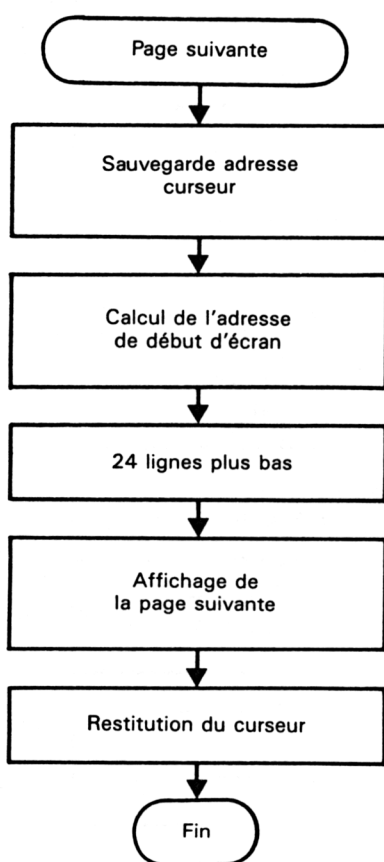 Page suivante
Sauvegarde adresse
curseur
Calcul de l'adresse
de début d'écran
24 lignes plus bas
Affichage de
la page suivante
Restitution du curseur
Fin